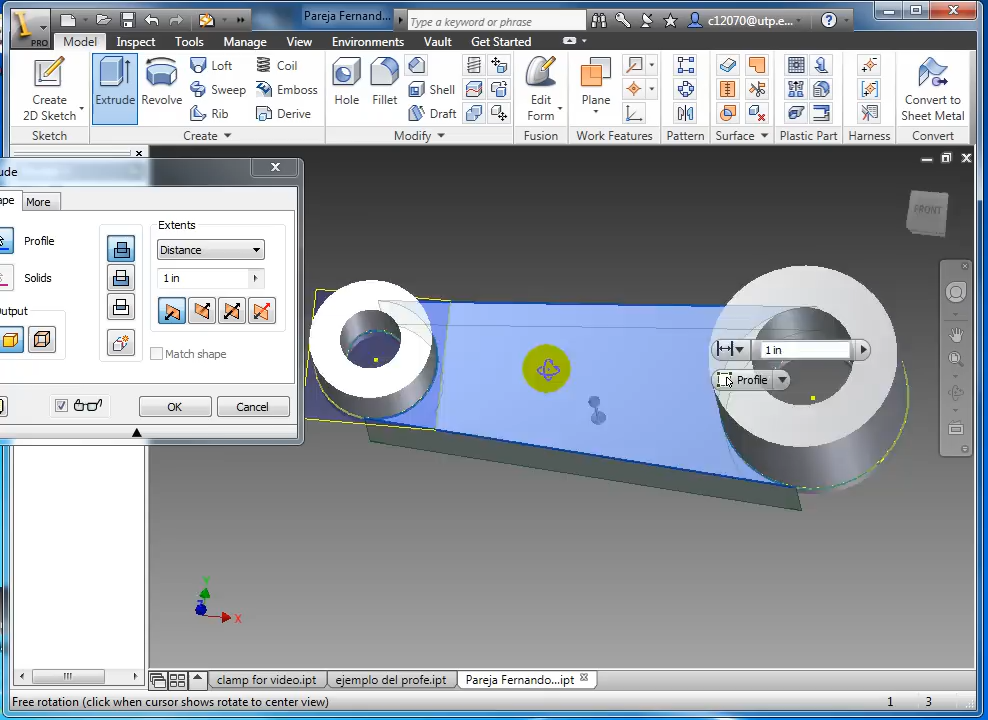 Pareja Fernand...
Type a keyword or phrase
c12070@utp.e...
PRO
Model
Inspect
Tools
Manage
View
Environments
Vault
Get Started
Create
2D Sketch
Extrude
Revolve
Loft
Sweep
Rib
Coil
Emboss
Derive
Hole
Fillet
Shell
Draft
Edit
Form
Plane
Convert to
Sheet Metal
Sketch
Create
Modify
Fusion
Work Features
Pattern
Surface
Plastic Part
Harness
Convert
ude
ape
More
Profile
Solids
utput
Extents
Distance
1 in
Match shape
OK
Cancel
FRONT
1 in
Profile
Y
Z
X
clamp for video.ipt
ejemplo del profe.ipt
Pareja Fernando...ipt
Free rotation (click when cursor shows rotate to center view)
1
3